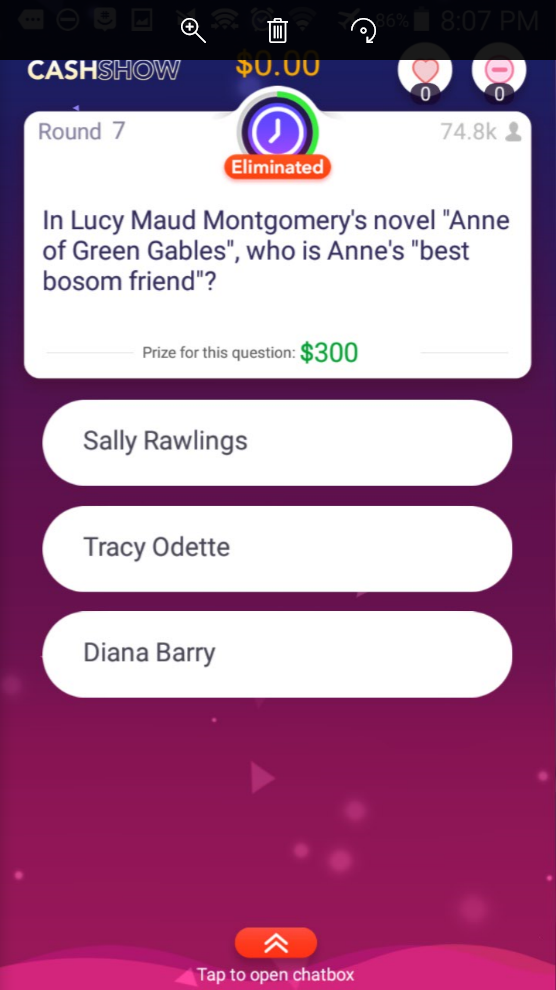 86% 8:07 PM
CASHSHOW
$0.00
0
0
Round 7
74.8k
Eliminated
In Lucy Maud Montgomery's novel "Anne
of Green Gables", who is Anne's "best
bosom friend"?
Prize for this question: $300
Sally Rawlings
Tracy Odette
Diana Barry
Tap to open chatbox